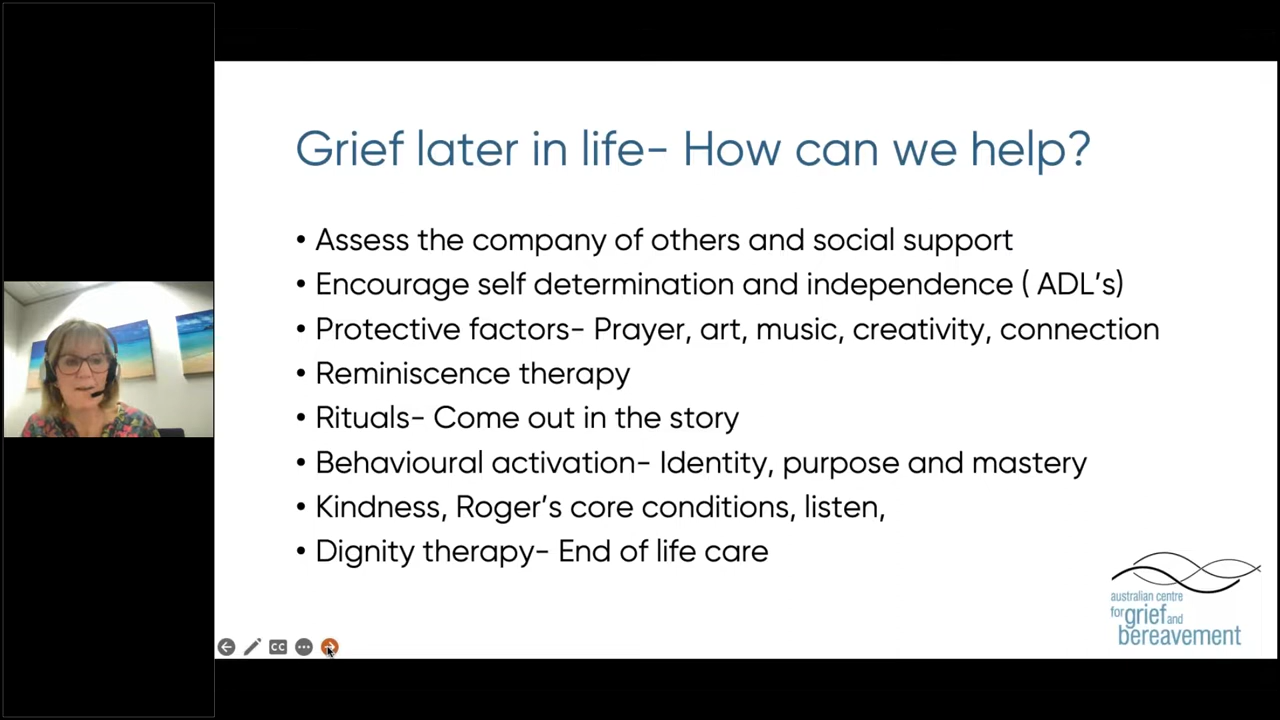 Grief later in life- How can we help?
• Assess the company of others and social support
• Encourage self determination and independence ( ADL’s)
• Protective factors- Prayer, art, music, creativity, connection
• Reminiscence therapy
• Rituals- Come out in the story
• Behavioural activation- Identity, purpose and mastery
• Kindness, Roger’s core conditions, listen,
• Dignity therapy- End of life care
australian centre
for grief and
bereavement
CC